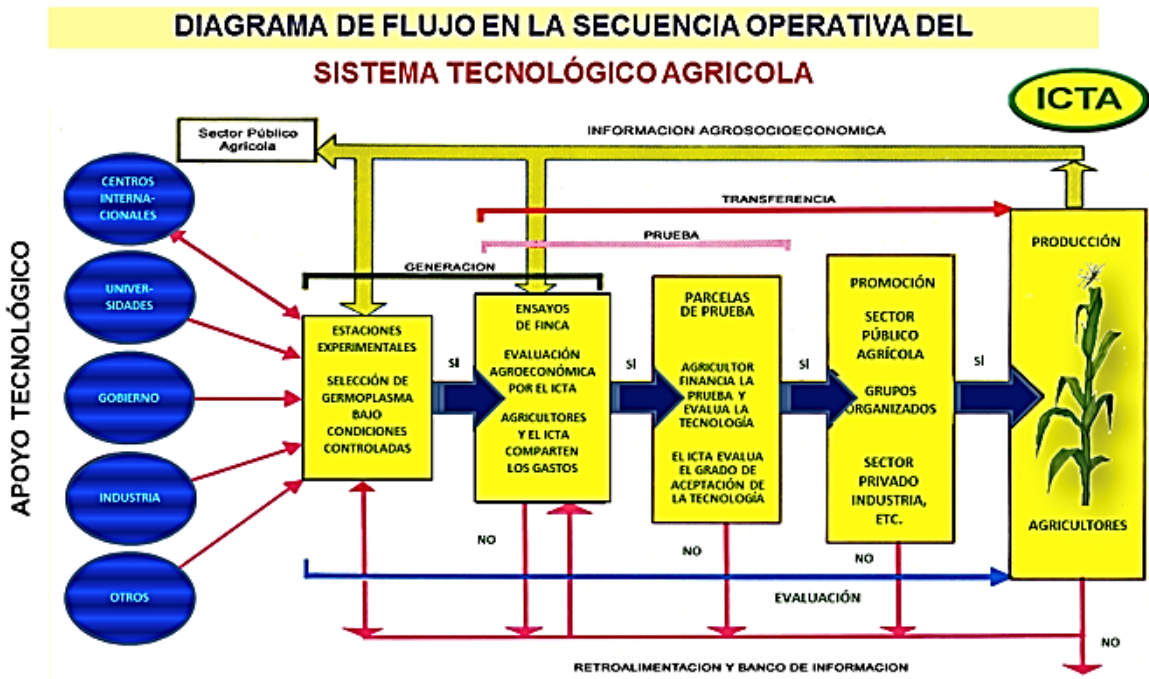 DIAGRAMA DE FLUJO EN LA SECUENCIA OPERATIVA DEL
SISTEMA TECNOLÓGICO AGRICOLA
ICTA
Sector Público
Agrícola
INFORMACION AGROSOCIOECONOMICA
APOYO TECNOLÓGICO
CENTROS
INTERNA-
CIONALES
UNIVER-
SIDADES
GOBIERNO
INDUSTRIA
OTROS
TRANSFERENCIA
PRUEBA
GENERACION
ESTACIONES
EXPERIMENTALES
SELECCIÓN DE
GERMOPLASMA
BAJO
CONDICIONES
CONTROLADAS
SÍ
ENSAYOS
DE FINCA
EVALUACIÓN
AGROECONÓMICA
POR EL ICTA
AGRICULTORES
Y EL ICTA
COMPARTEN
LOS GASTOS
SÍ
PARCELAS
DE PRUEBA
AGRICULTOR
FINANCIA LA
PRUEBA Y
EVALUA LA
TECNOLOGÍA
EL ICTA EVALUA
EL GRADO DE
ACEPTACIÓN DE
LA TECNOLOGÍA
SÍ
PROMOCIÓN
SECTOR
PÚBLICO
AGRÍCOLA
GRUPOS
ORGANIZADOS
SECTOR
PRIVADO
INDUSTRIA,
ETC.
SÍ
PRODUCCIÓN
AGRICULTORES
NO
NO
NO
EVALUACIÓN
NO
RETROALIMENTACION Y BANCO DE INFORMACION